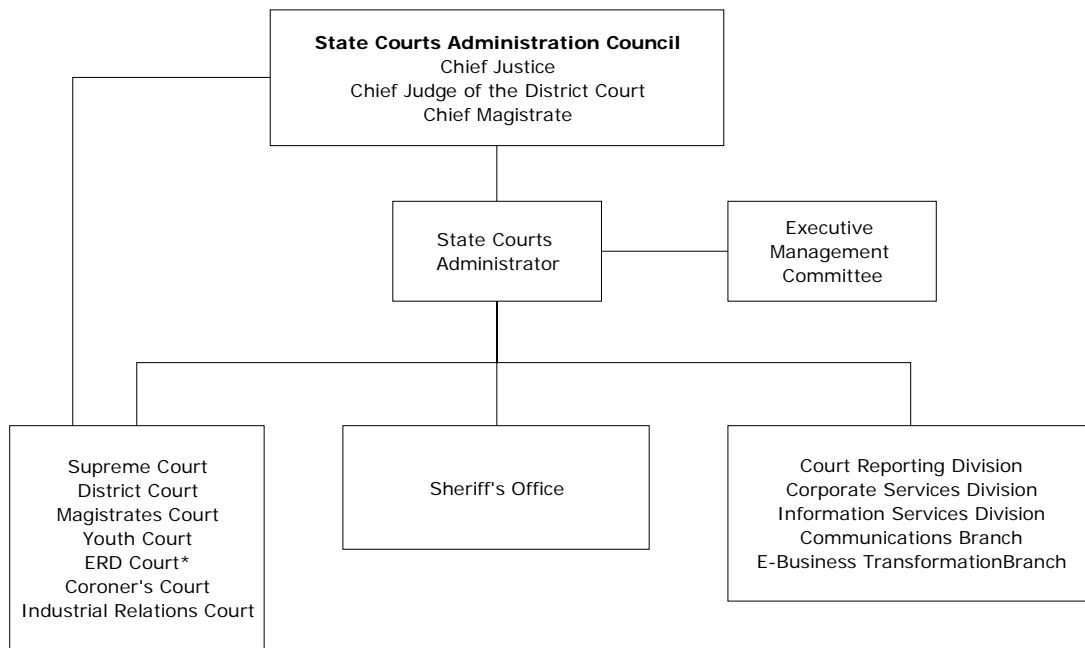 State Courts Administration Council
Chief Justice
Chief Judge of the District Court
Chief Magistrate
State Courts
Administrator
Executive
Management
Committee
Supreme Court
District Court
Magistrates Court
Youth Court
ERD Court*
Coroner's Court
Industrial Relations Court
Sheriff's Office
Court Reporting Division
Corporate Services Division
Information Services Division
Communications Branch
E-Business TransformationBranch